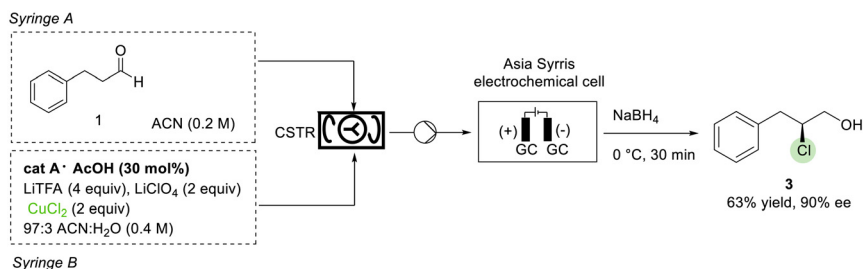 Syringe A
O
H
1
ACN (0.2 M)
cat A· AcOH (30 mol%)
LiTFA (4 equiv), LiClO₄ (2 equiv)
CuCl₂ (2 equiv)
97:3 ACN:H₂O (0.4 M)
Syringe B
CSTR
Asia Syrris
electrochemical cell
(+) (-)
GC GC
NaBH₄
0 °C, 30 min
OH
Cl
3
63% yield, 90% ee